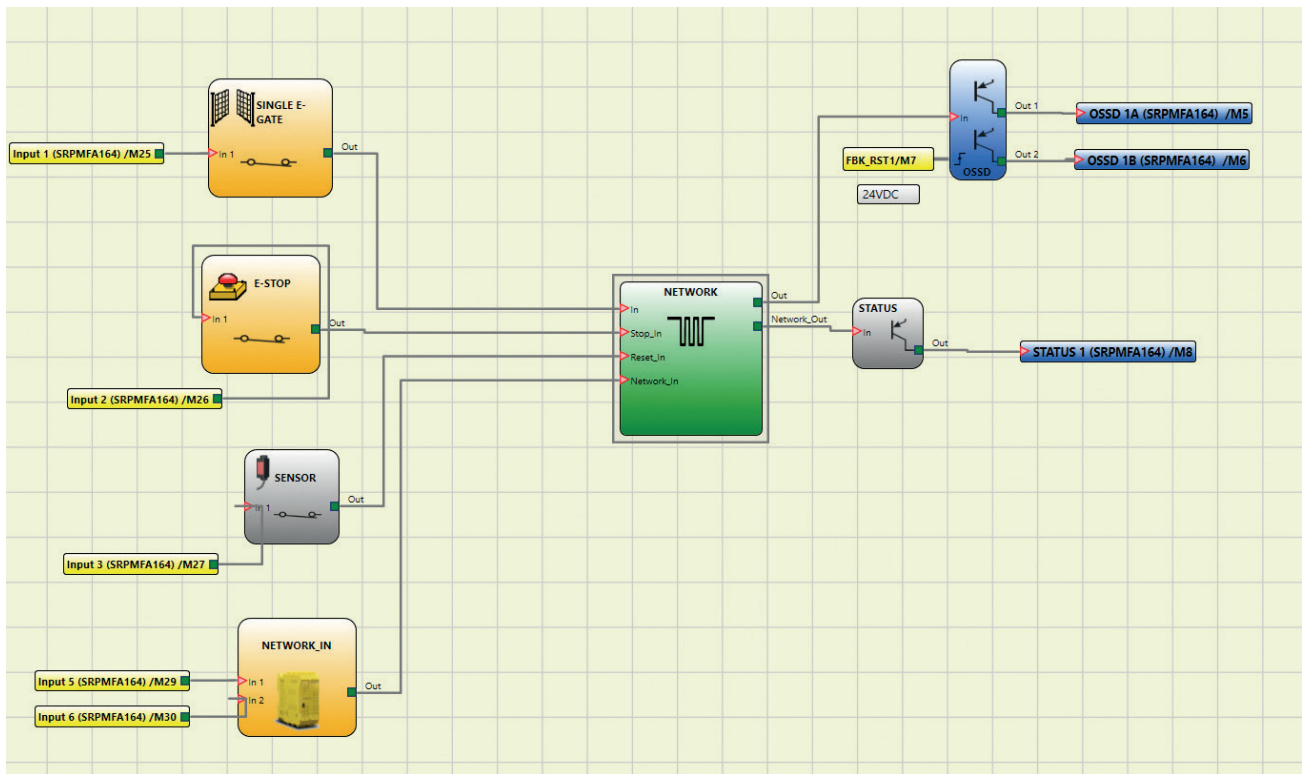 SINGLE E-
GATE
Input 1 (SRPMFA164) /M25
In 1
Out
E-STOP
In 1
Out
Input 2 (SRPMFA164) /M26
SENSOR
In 1
Out
Input 3 (SRPMFA164) /M27
NETWORK_IN
Input 5 (SRPMFA164) /M29
In 1
Out
In 2
Input 6 (SRPMFA164) /M30
NETWORK
In
Out
Stop_In
Network_Out
Reset_In
Network_In
In
Out 1
OSSD 1A (SRPMFA164) /M5
FBK_RST1/M7
Out 2
OSSD 1B (SRPMFA164) /M6
OSSD
24VDC
STATUS
In
Out
STATUS 1 (SRPMFA164) /M8